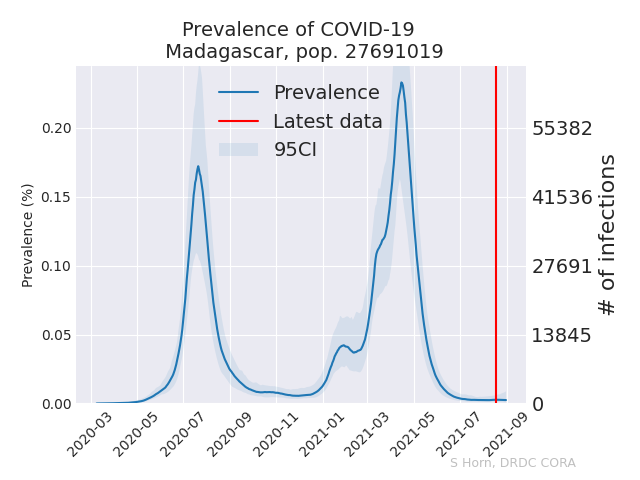 Prevalence of COVID-19
Madagascar, pop. 27691019
Prevalence
Latest data
95CI
0.20
0.15
0.10
0.05
0.00
Prevalence (%)
55382
41536
27691
13845
0
# of infections
2020-03
2020-05
2020-07
2020-09
2020-11
2021-01
2021-03
2021-05
2021-07
2021-09
S Horn, DRDC CORA